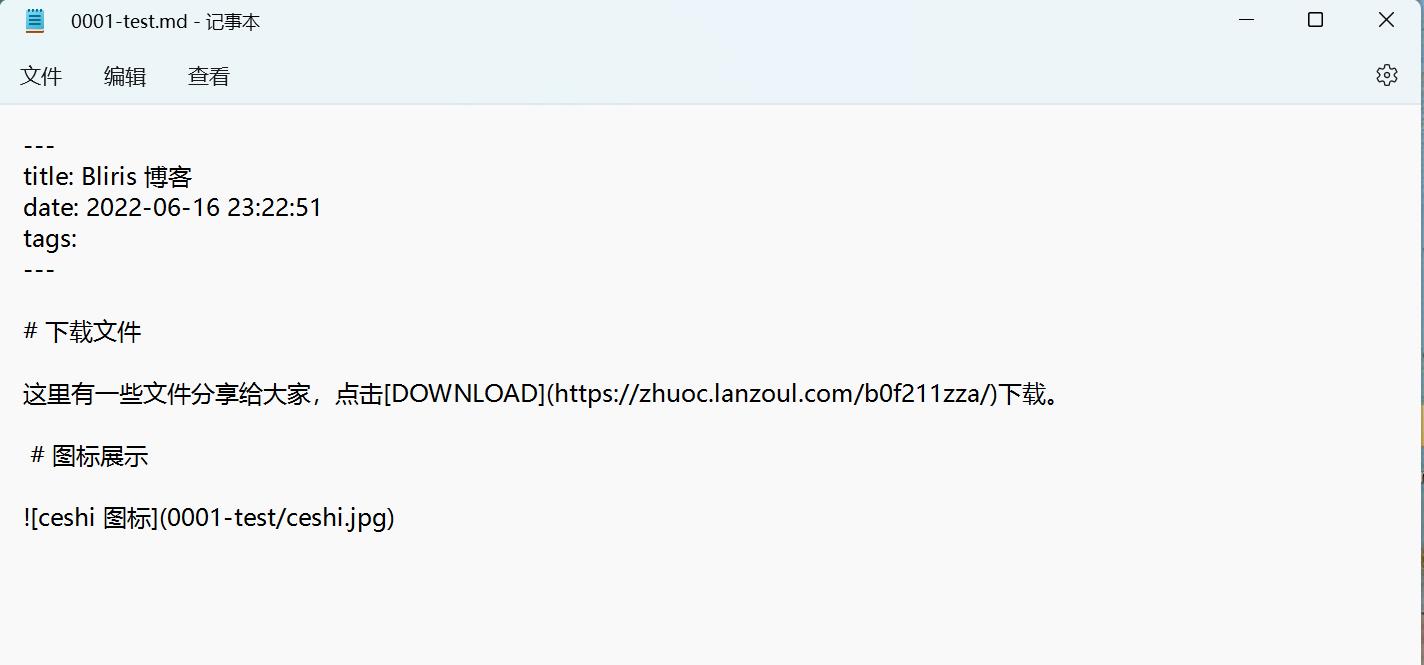 0001-test.md - 记事本
文件 编辑 查看
---
title: Bliris 博客
date: 2022-06-16 23:22:51
tags:
---
# 下载文件
这里有一些文件分享给大家，点击[DOWNLOAD](https://zhuoc.lanzoul.com/b0f211zza/)下载。
# 图标展示
![ceshi 图标](0001-test/ceshi.jpg)